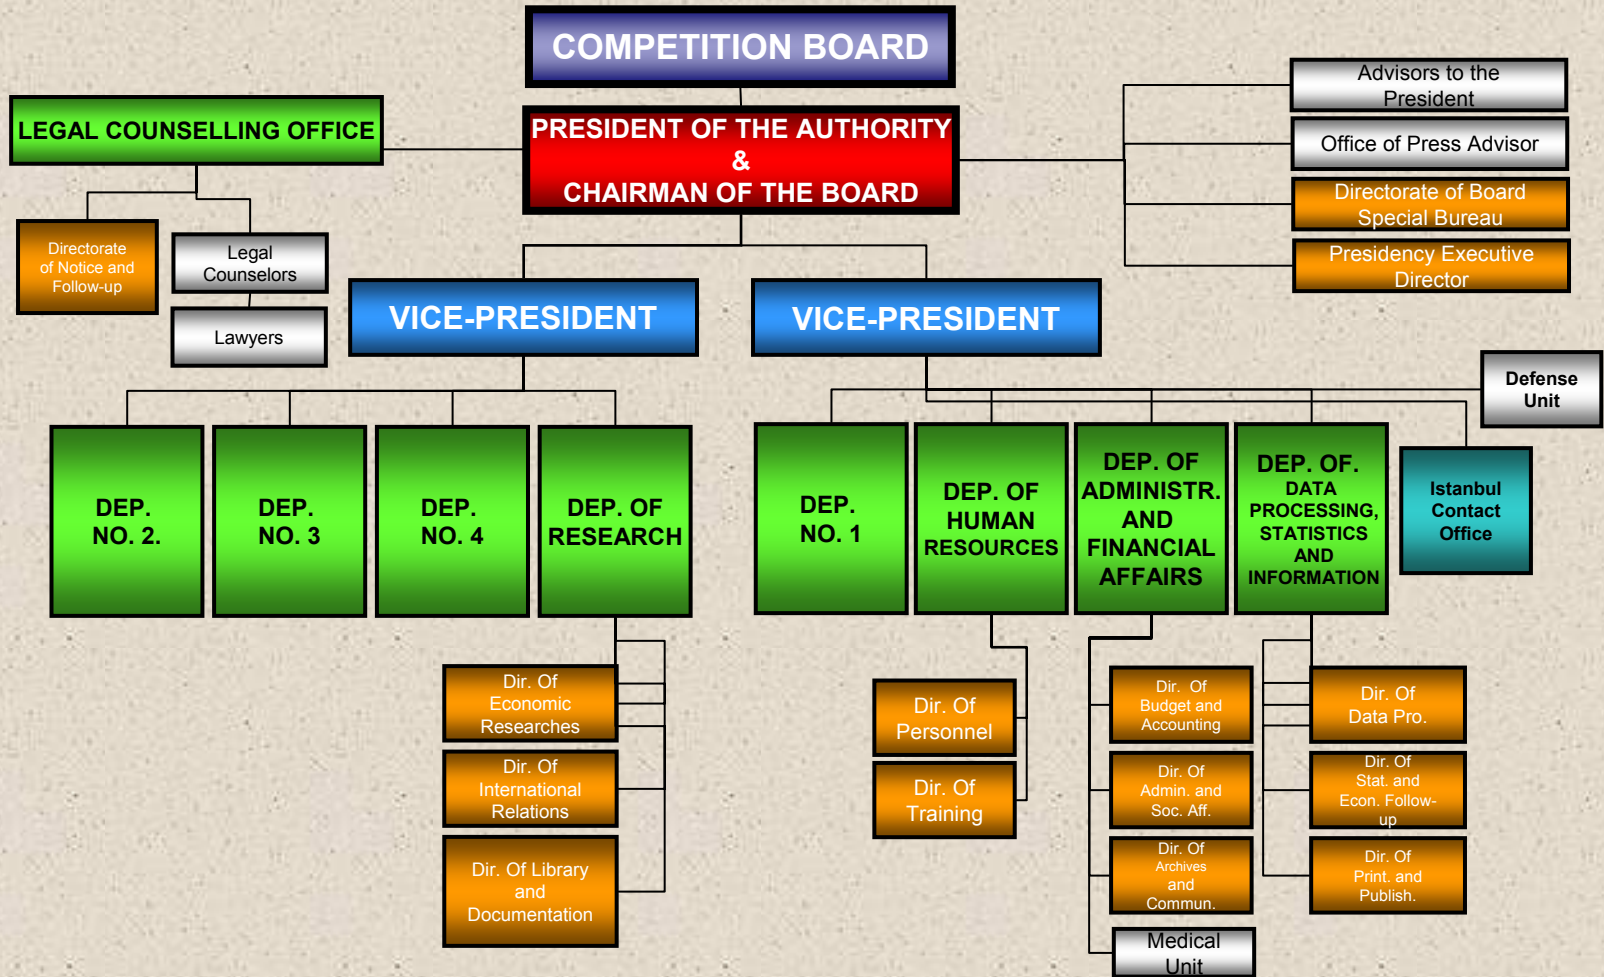 COMPETITION BOARD
PRESIDENT OF THE AUTHORITY
&
CHAIRMAN OF THE BOARD
LEGAL COUNSELLING OFFICE
Directorate
of Notice and
Follow-up
Legal
Counselors
Lawyers
Advisors to the
President
Office of Press Advisor
Directorate of Board
Special Bureau
Presidency Executive
Director
VICE-PRESIDENT
VICE-PRESIDENT
Defense
Unit
DEP.
NO. 2.
DEP.
NO. 3
DEP.
NO. 4
DEP. OF
RESEARCH
DEP.
NO. 1
DEP. OF
HUMAN
RESOURCES
DEP. OF
ADMINISTR.
AND
FINANCIAL
AFFAIRS
DEP. OF.
DATA
PROCESSING,
STATISTICS
AND
INFORMATION
Istanbul
Contact
Office
Dir. Of
Economic
Researches
Dir. Of
International
Relations
Dir. Of Library
and
Documentation
Dir. Of
Personnel
Dir. Of
Training
Dir. Of
Budget and
Accounting
Dir. Of
Admin. and
Soc. Aff.
Dir. Of
Archives
and
Commun.
Medical
Unit
Dir. Of
Data Pro.
Dir. Of
Stat. and
Econ. Follow-
up
Dir. Of
Print. and
Publish.